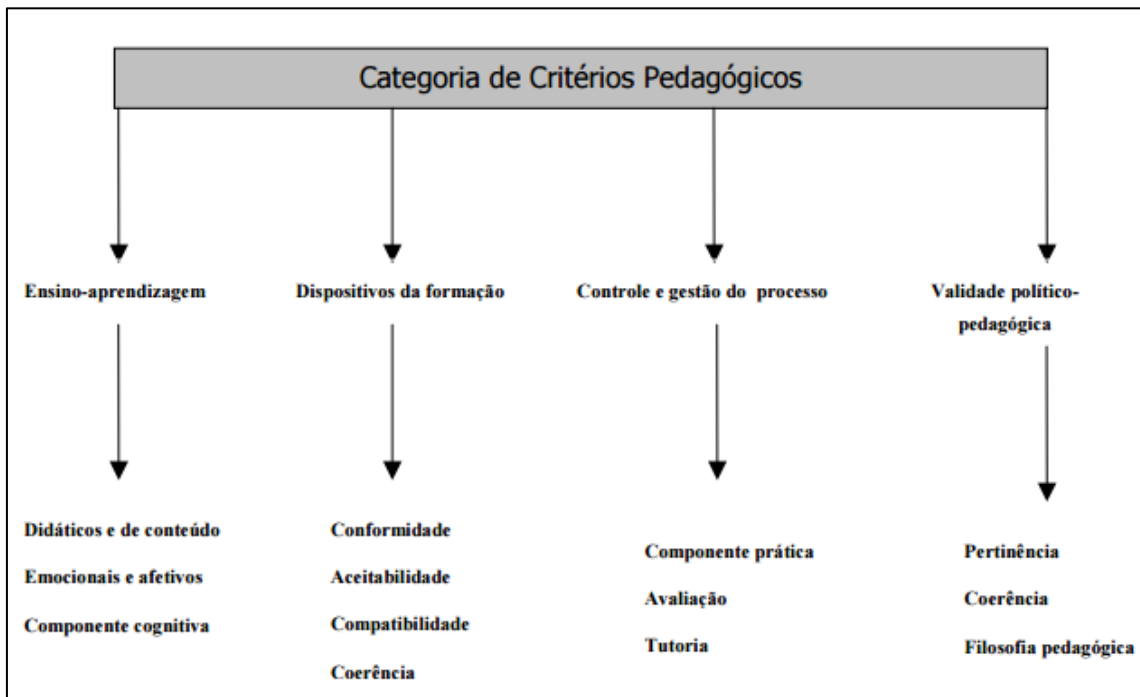 Categoria de Critérios Pedagógicos
Ensino-aprendizagem
Dispositivos da formação
Controle e gestão do processo
Validade político-
pedagógica
Didáticos e de conteúdo
Emocionais e afetivos
Componente cognitiva
Conformidade
Aceitabilidade
Compatibilidade
Coerência
Componente prática
Avaliação
Tutoria
Pertinência
Coerência
Filosofia pedagógica